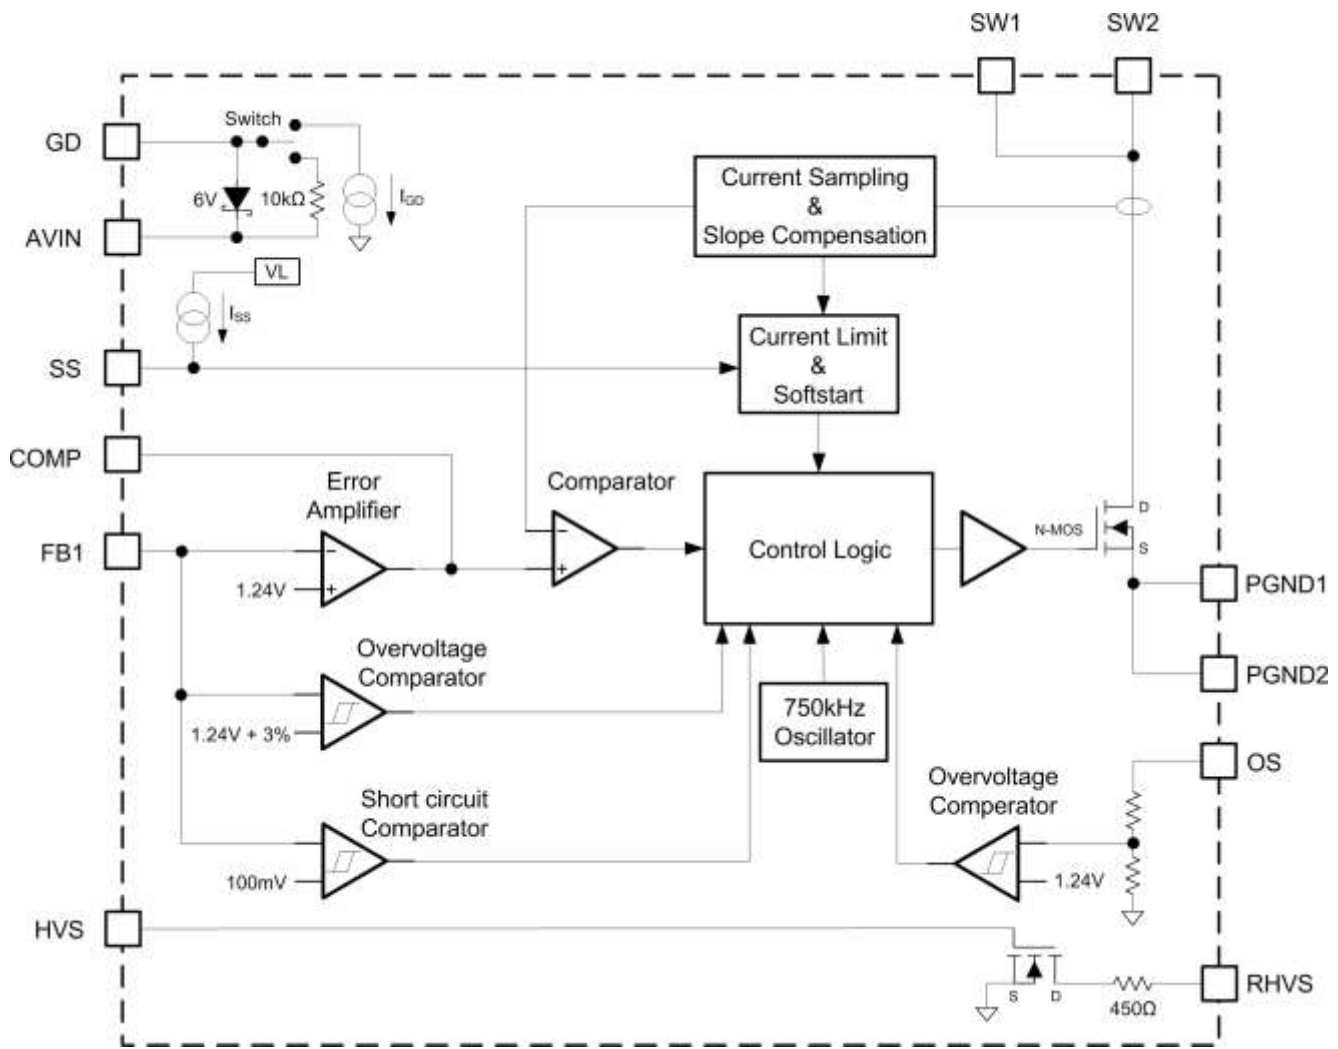 SW1
SW2
GD
Switch
6V
10kΩ
IGD
AVIN
VL
ISS
SS
Current Sampling
&
Slope Compensation
Current Limit
&
Softstart
COMP
Error
Amplifier
Comparator
−
+
FB1
−
+
1.24V
Control Logic
N-MOS
D
S
PGND1
PGND2
Overvoltage
Comparator
1.24V + 3%
750kHz
Oscillator
OS
Short circuit
Comparator
100mV
Overvoltage
Comperator
1.24V
HVS
S
D
450Ω
RHVS